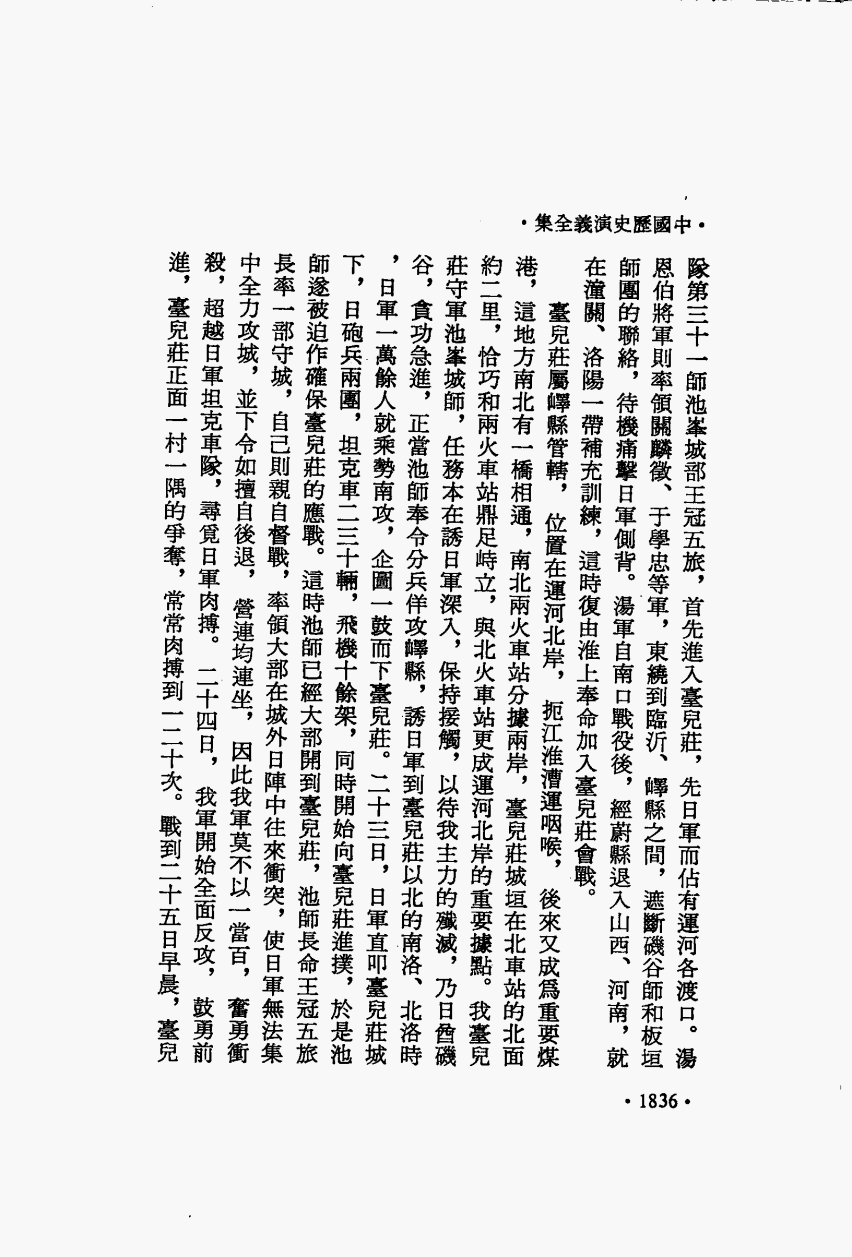 •中國歷史演義全集•
隊第三十一師池峯城部王冠五旅，首先進入臺兒莊，先日軍而佔有運河各渡口。湯
恩伯將軍則率領關麟徵、于學忠等軍，東繞到臨沂、嶧縣之間，遮斷磯谷師和板垣
師團的聯絡，待機痛擊日軍側背。湯軍自南口戰役後，經蔚縣退入山西、河南，就
在潼關、洛陽一帶補充訓練，這時復由淮上奉命加入臺兒莊會戰。
臺兒莊屬嶧縣管轄，位置在運河北岸，扼江淮漕運咽喉，後來又成爲重要煤
港，這地方南北有一橋相通，南北兩火車站分據兩岸，臺兒莊城垣在北車站的北面
約二里，恰巧和兩火車站鼎足峙立，與北火車站更成運河北岸的重要據點。我臺兒
莊守軍池峯城師，任務本在誘日軍深入，保持接觸，以待我主力的殲滅，乃日酋磯
谷，貪功急進，正當池師奉令分兵佯攻嶧縣，誘日軍到臺兒莊以北的南洛、北洛時
，日軍一萬餘人就乘勢南攻，企圖一鼓而下臺兒莊。二十三日，日軍直叩臺兒莊城
下，日砲兵兩團，坦克車二三十輛，飛機十餘架，同時開始向臺兒莊進撲，於是池
師遂被迫作確保臺兒莊的應戰。這時池師已經大部開到臺兒莊，池師長命王冠五旅
長率一部守城，自己則親自督戰，率領大部在城外日陣中往來衝突，使日軍無法集
中全力攻城，並下令如擅自後退，營連均連坐，因此我軍莫不以一當百，奮勇衝
殺，超越日軍坦克車隊，尋覓日軍肉搏。二十四日，我軍開始全面反攻，鼓勇前
進，臺兒莊正面一村一隅的爭奪，常常肉搏到一二十次。戰到二十五日早晨，臺兒
•1836•